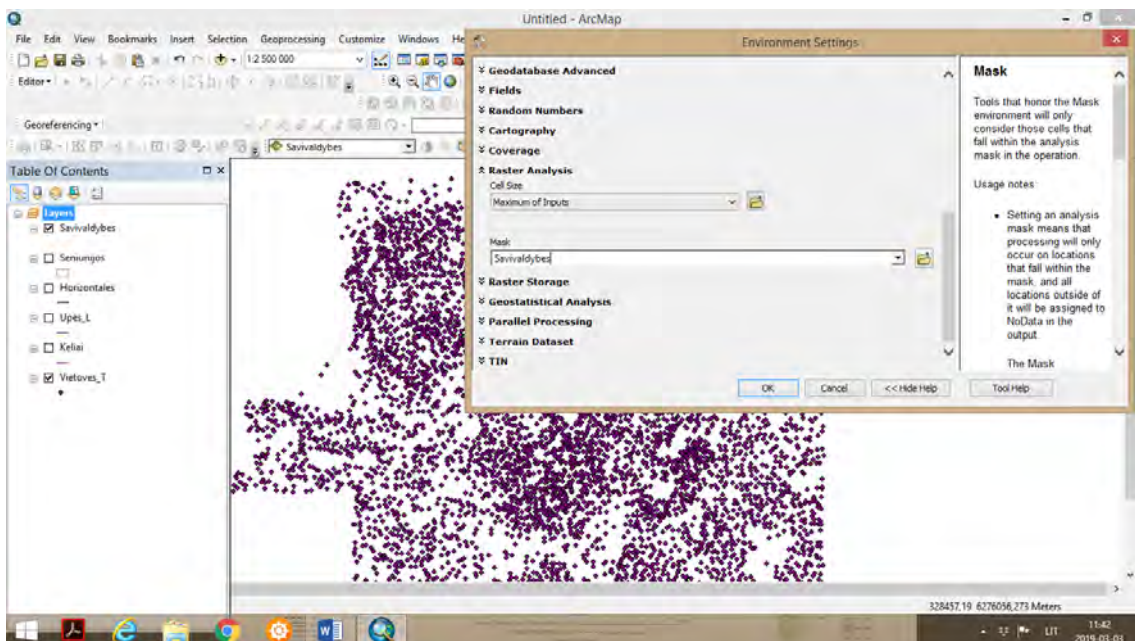 Untitled - ArcMap
File Edit View Bookmarks Insert Selection Geoprocessing Customize Windows He
1:2 500 000
Editor
Georeferencing
Savivaldybes
Table Of Contents
Layers
Savivaldybes
Seniunijos
Horizontales
Upes_L
Keliai
Vietoves_T
Environment Settings
Geodatabase Advanced
Fields
Random Numbers
Cartography
Coverage
Raster Analysis
Cell Size
Maximum of Inputs
Mask
Savivaldybes
Raster Storage
Geostatistical Analysis
Parallel Processing
Terrain Dataset
TIN
OK Cancel << Hide Help Tool Help
Mask
Tools that honor the Mask
environment will only
consider those cells that
fall within the analysis
mask in the operation.
Usage notes:
• Setting an analysis
mask means that
processing will only
occur on locations
that fall within the
mask, and all
locations outside of
it will be assigned to
NoData in the
output.
The Mask
328457,19 6276056,273 Meters
LIT
11:42
2019-03-03